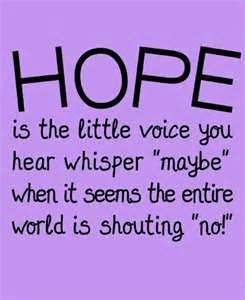 HOPE
is the little voice you
hear whisper "maybe"
when it seems the entire
world is shouting "no!"